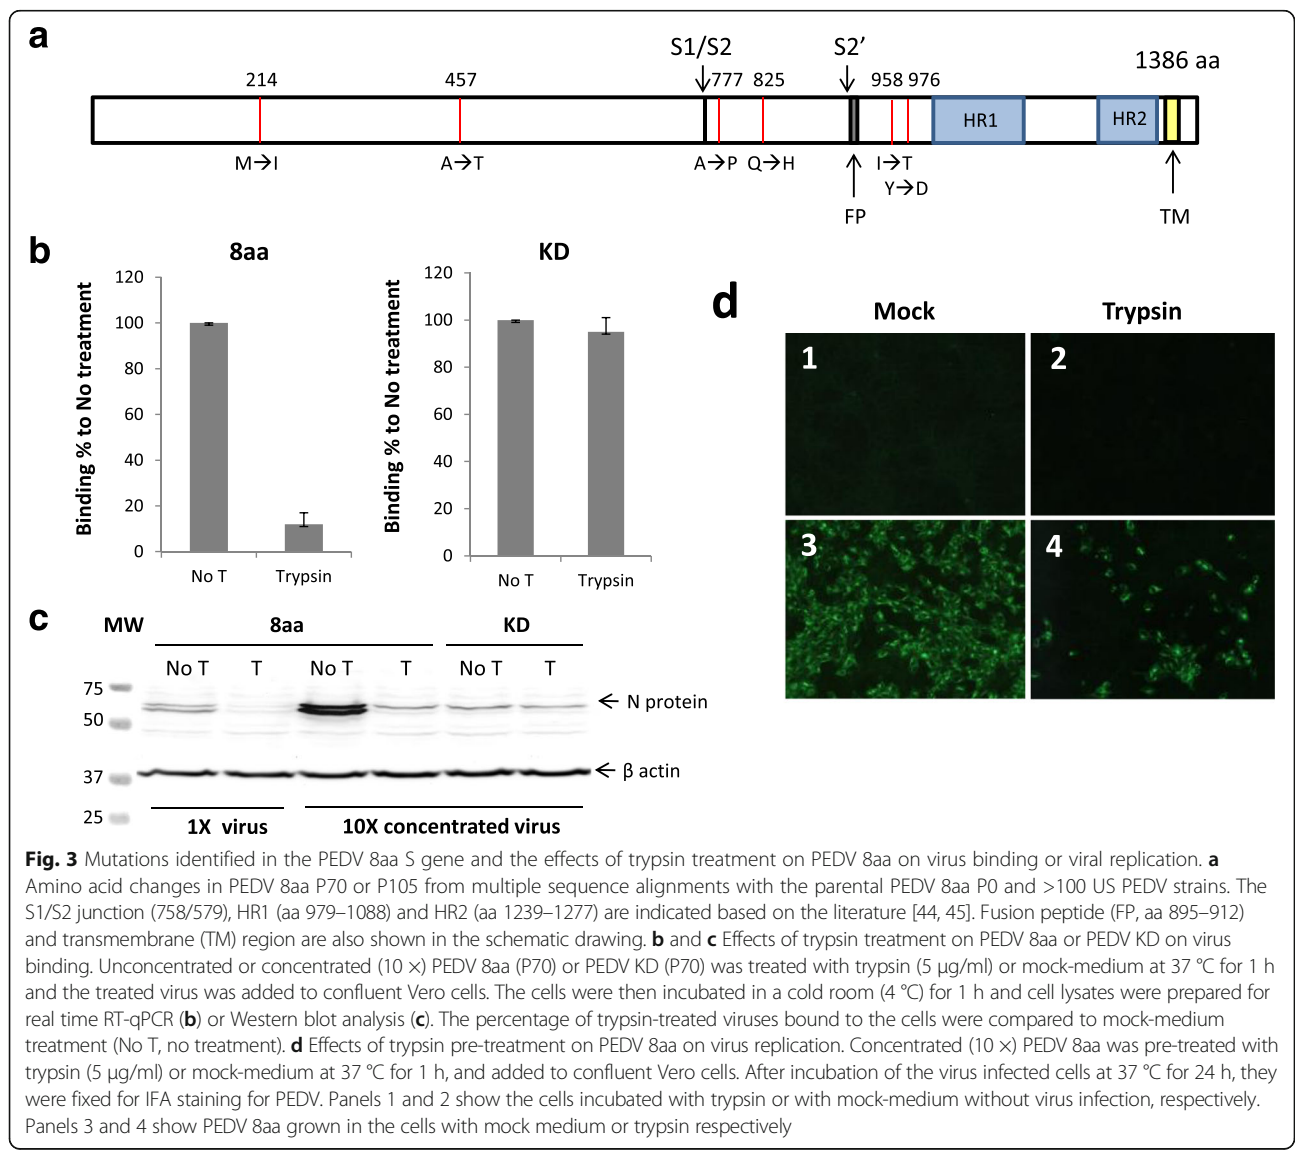 a
S1/S2
S2’
1386 aa
214
457
777
825
958
976
HR1
HR2
M→I
A→T
A→P
Q→H
I→T
Y→D
FP
TM
b
8aa
Binding % to No treatment
120
100
80
60
40
20
0
No T
Trypsin
KD
Binding % to No treatment
120
100
80
60
40
20
0
No T
Trypsin
c
MW
8aa
KD
No T
T
No T
T
No T
T
75
50
37
25
← N protein
← β actin
1X virus
10X concentrated virus
d
Mock
Trypsin
1
2
3
4
Fig. 3 Mutations identified in the PEDV 8aa S gene and the effects of trypsin treatment on PEDV 8aa on virus binding or viral replication. a
Amino acid changes in PEDV 8aa P70 or P105 from multiple sequence alignments with the parental PEDV 8aa P0 and >100 US PEDV strains. The
S1/S2 junction (758/579), HR1 (aa 979–1088) and HR2 (aa 1239–1277) are indicated based on the literature [44, 45]. Fusion peptide (FP, aa 895–912)
and transmembrane (TM) region are also shown in the schematic drawing. b and c Effects of trypsin treatment on PEDV 8aa or PEDV KD on virus
binding. Unconcentrated or concentrated (10 ×) PEDV 8aa (P70) or PEDV KD (P70) was treated with trypsin (5 μg/ml) or mock-medium at 37 °C for 1 h
and the treated virus was added to confluent Vero cells. The cells were then incubated in a cold room (4 °C) for 1 h and cell lysates were prepared for
real time RT-qPCR (b) or Western blot analysis (c). The percentage of trypsin-treated viruses bound to the cells were compared to mock-medium
treatment (No T, no treatment). d Effects of trypsin pre-treatment on PEDV 8aa on virus replication. Concentrated (10 ×) PEDV 8aa was pre-treated with
trypsin (5 μg/ml) or mock-medium at 37 °C for 1 h, and added to confluent Vero cells. After incubation of the virus infected cells at 37 °C for 24 h, they
were fixed for IFA staining for PEDV. Panels 1 and 2 show the cells incubated with trypsin or with mock-medium without virus infection, respectively.
Panels 3 and 4 show PEDV 8aa grown in the cells with mock medium or trypsin respectively